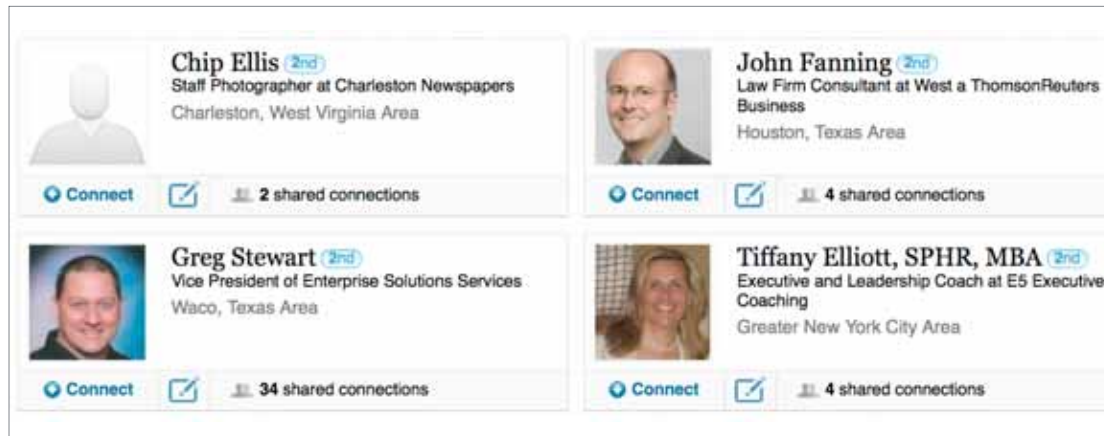 Chip Ellis 2nd
Staff Photographer at Charleston Newspapers
Charleston, West Virginia Area
Connect
2 shared connections
John Fanning 2nd
Law Firm Consultant at West a ThomsonReuters
Business
Houston, Texas Area
Connect
4 shared connections
Greg Stewart 2nd
Vice President of Enterprise Solutions Services
Waco, Texas Area
Connect
34 shared connections
Tiffany Elliott, SPHR, MBA 2nd
Executive and Leadership Coach at E5 Executive
Coaching
Greater New York City Area
Connect
4 shared connections